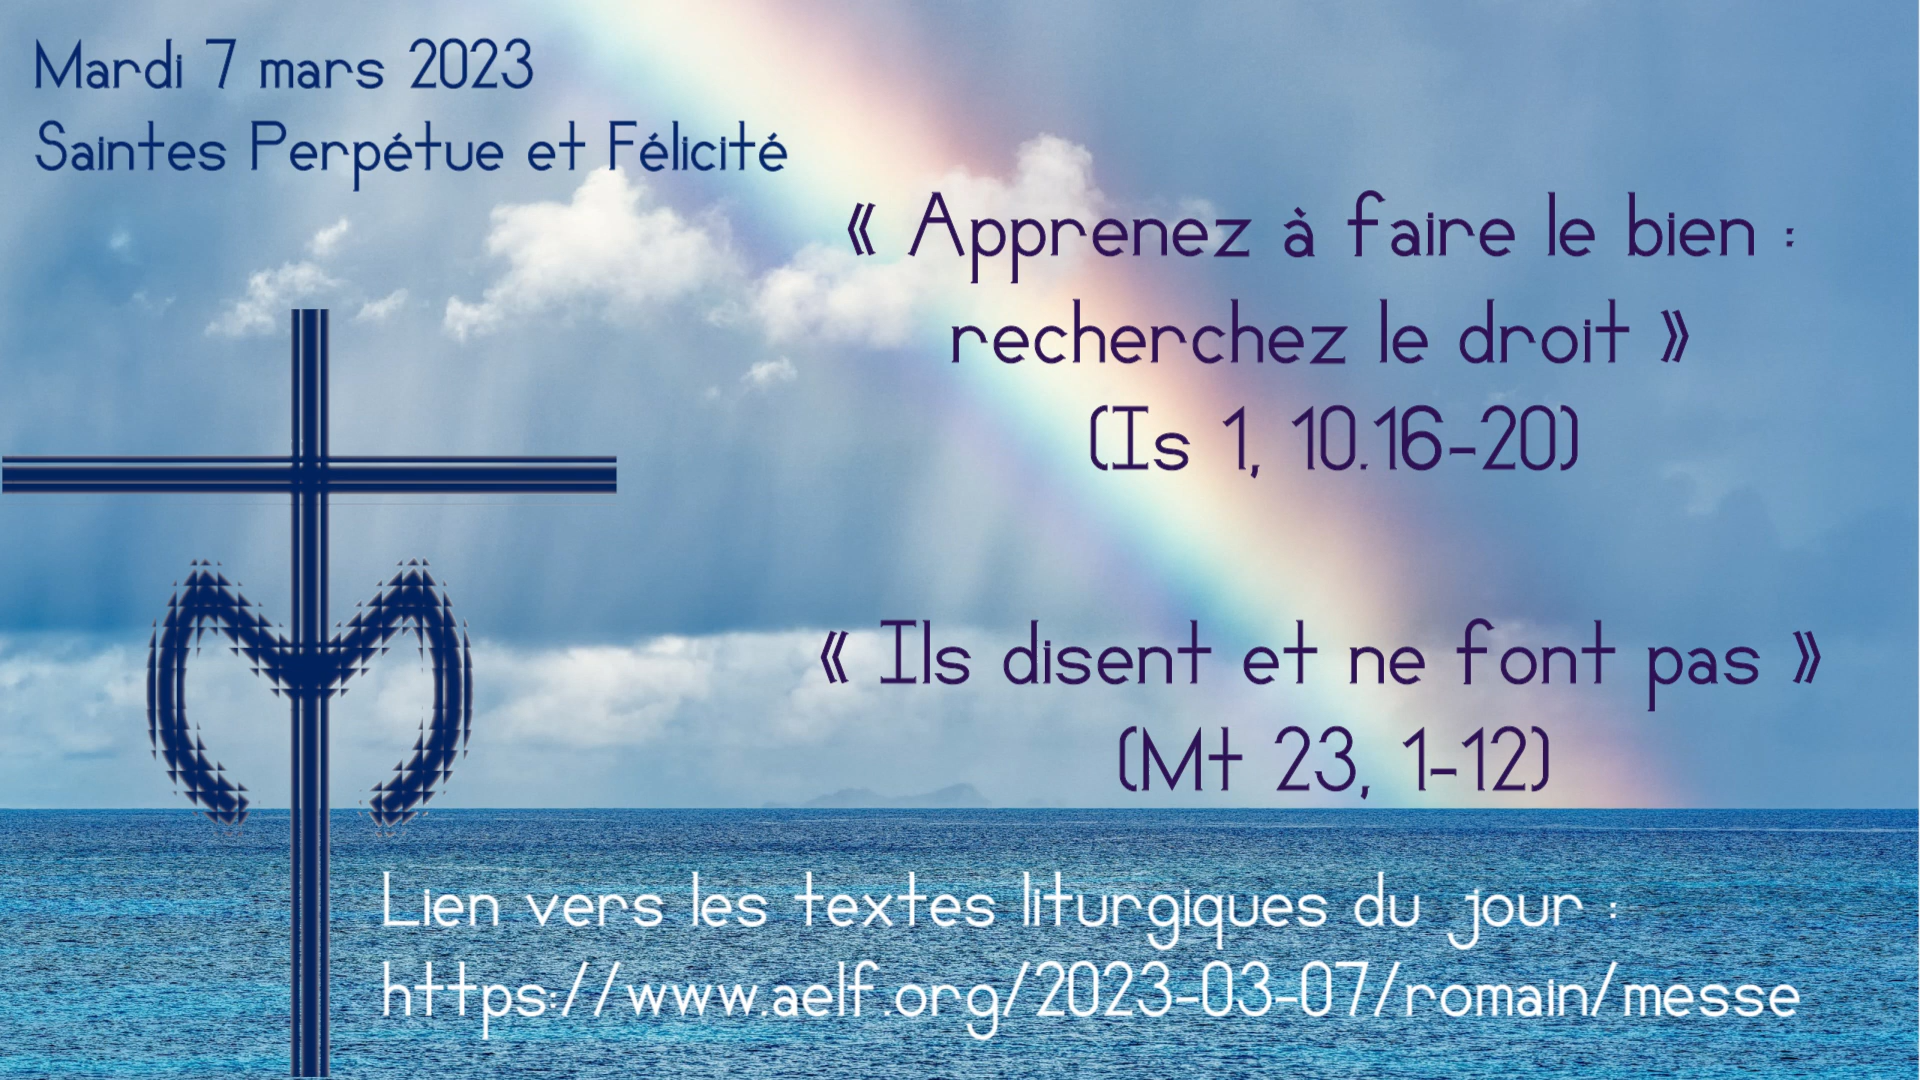 Mardi 7 mars 2023
Saintes Perpétue et Félicité
« Apprenez à faire le bien :
recherchez le droit »
(Is 1, 10.16-20)
« Ils disent et ne font pas »
(Mt 23, 1-12)
Lien vers les textes liturgiques du jour :
https://www.aelf.org/2023-03-07/romain/messe